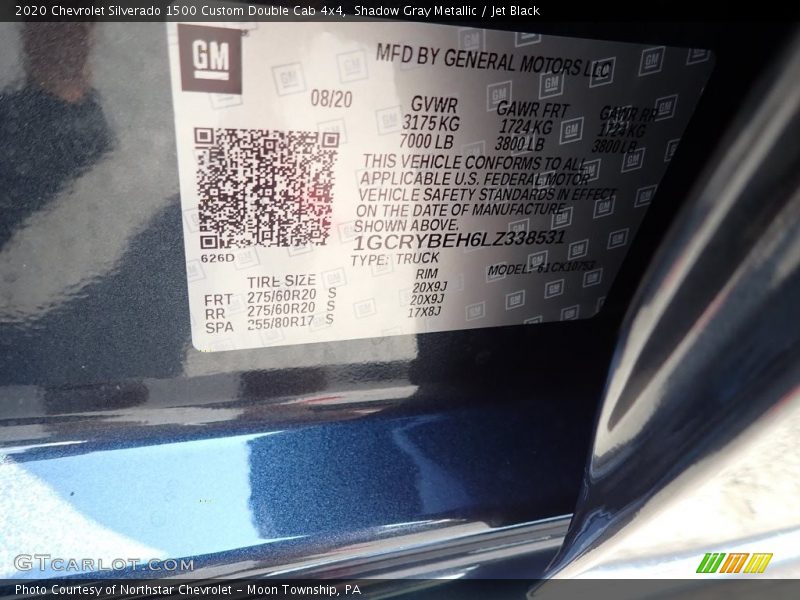 2020 Chevrolet Silverado 1500 Custom Double Cab 4x4, Shadow Gray Metallic / Jet Black
GM
MFD BY GENERAL MOTORS LLC
08/20
GVWR GAWR FRT GAWR RR
3175 KG 1724 KG 1724 KG
7000 LB 3800 LB 3800 LB
THIS VEHICLE CONFORMS TO ALL
APPLICABLE U.S. FEDERAL MOTOR
VEHICLE SAFETY STANDARDS IN EFFECT
ON THE DATE OF MANUFACTURE
SHOWN ABOVE.
626D
1GCRYBEH6LZ338531
TYPE: TRUCK MODEL:
TIRE SIZE RIM
FRT 275/60R20 S 20X9J
RR 275/60R20 S 20X9J
SPA 255/80R17 S 17X8J
GTCARLOT.COM
Photo Courtesy of Northstar Chevrolet - Moon Township, PA